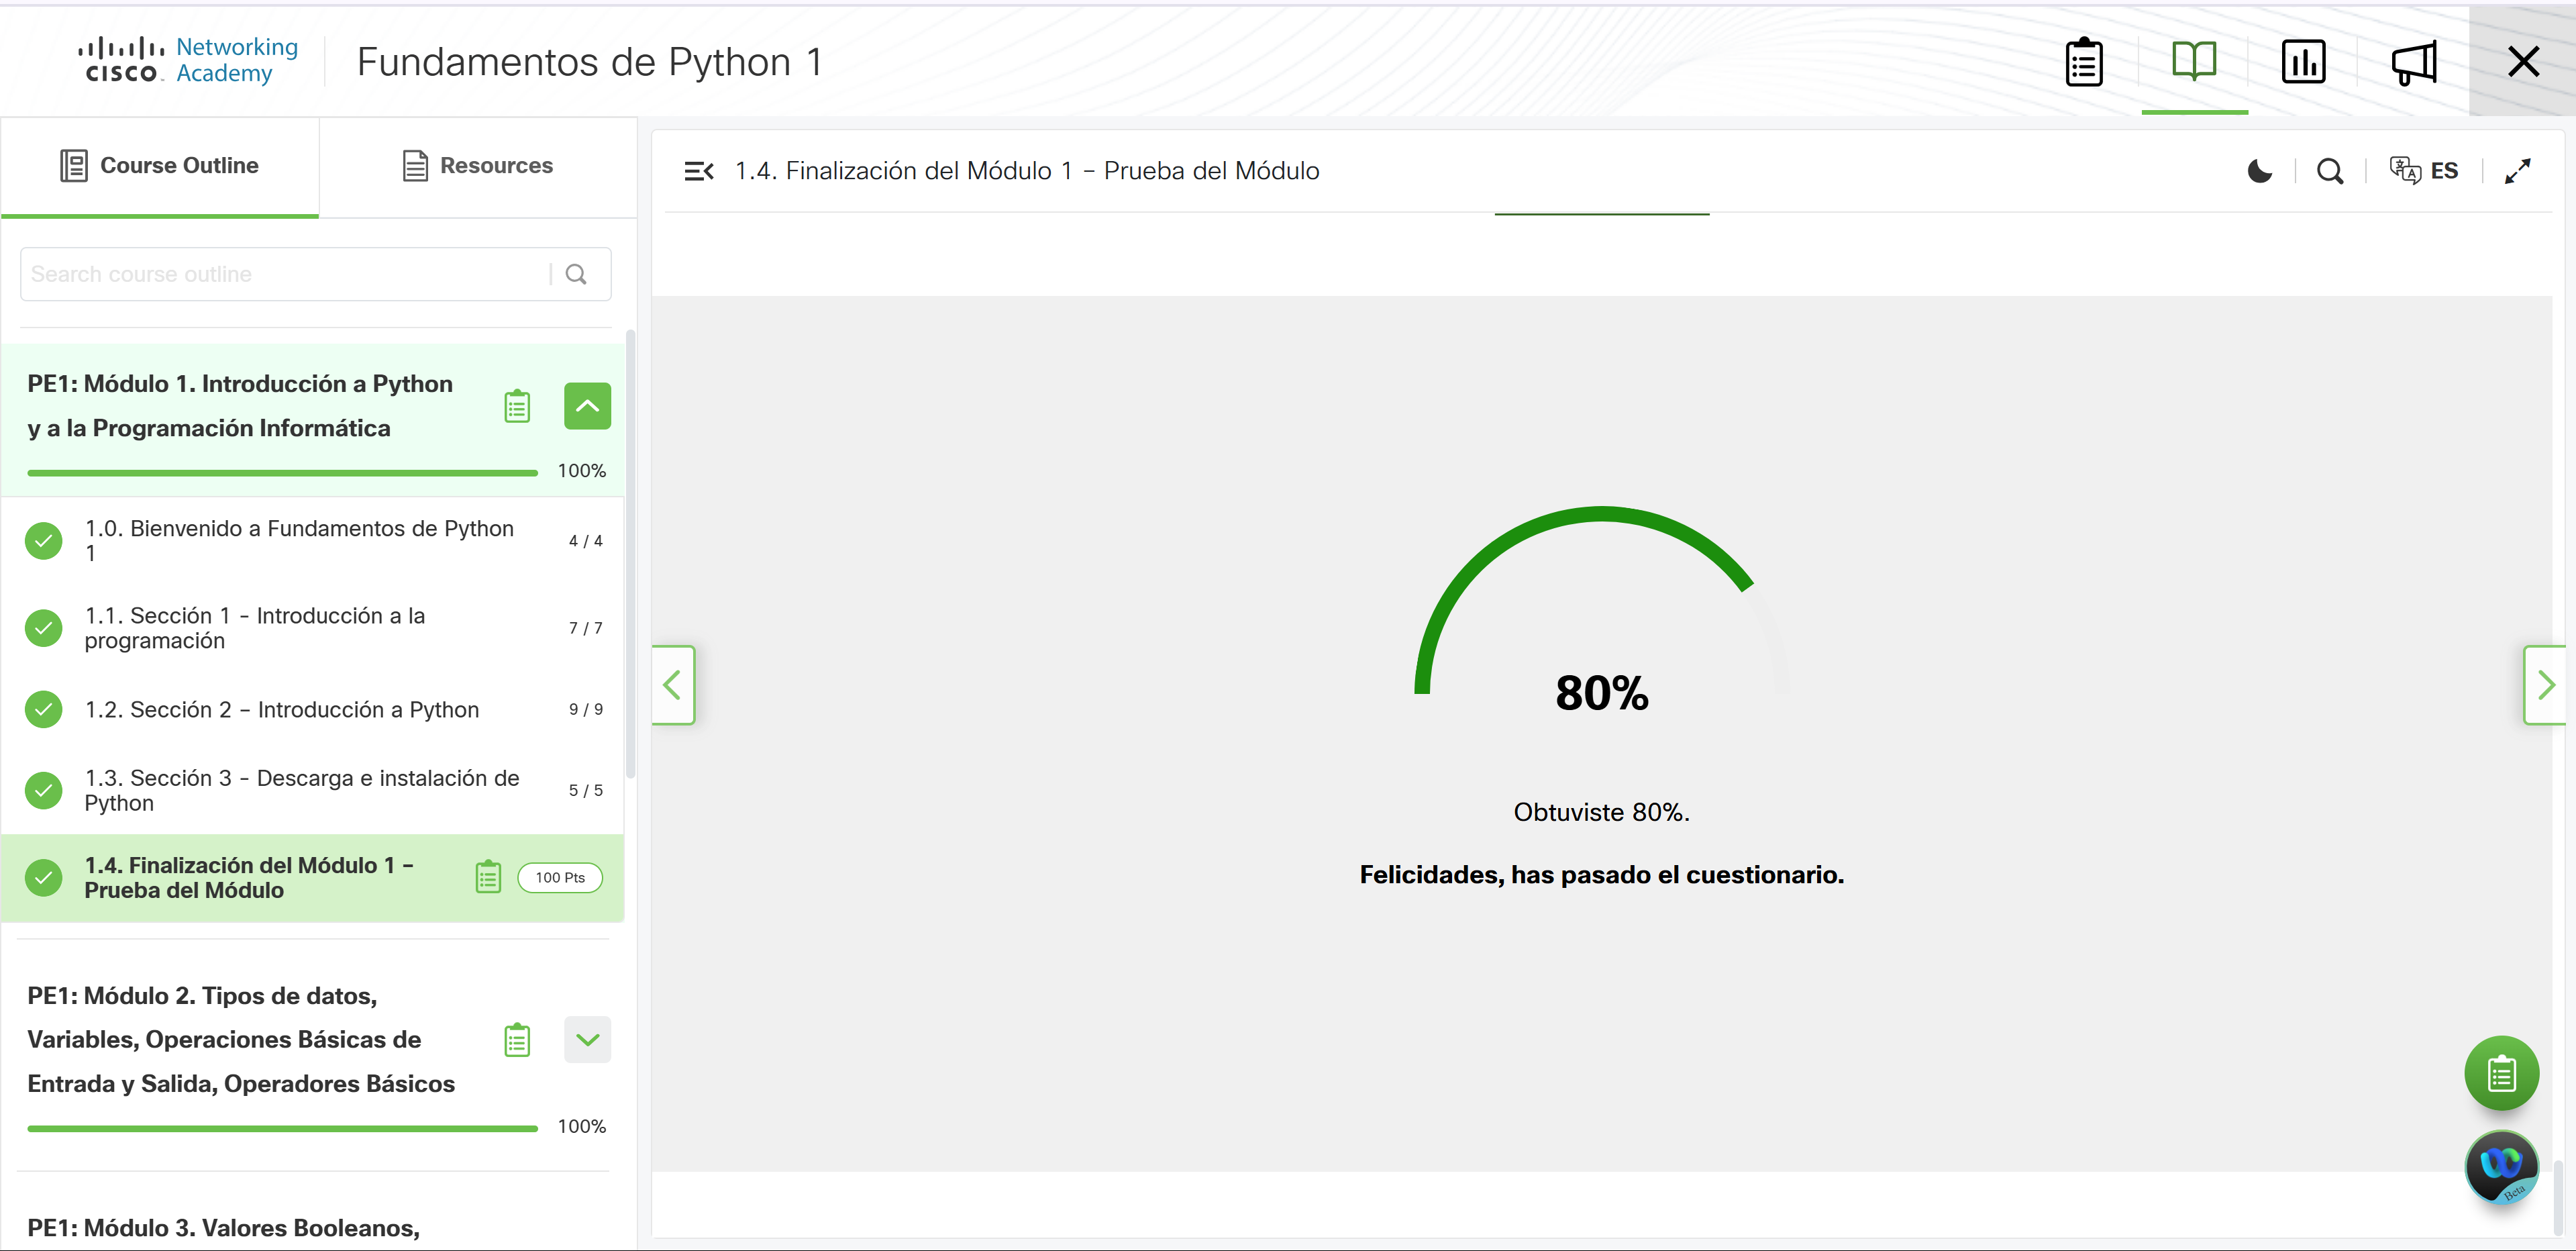 CISCO
Networking
Academy
Fundamentos de Python 1
Course Outline
Resources
Search course outline
PE1: Módulo 1. Introducción a Python
y a la Programación Informática
100%
1.0. Bienvenido a Fundamentos de Python
1
4 / 4
1.1. Sección 1 - Introducción a la
programación
7 / 7
1.2. Sección 2 – Introducción a Python
9 / 9
1.3. Sección 3 - Descarga e instalación de
Python
5 / 5
1.4. Finalización del Módulo 1 –
Prueba del Módulo
100 Pts
PE1: Módulo 2. Tipos de datos,
Variables, Operaciones Básicas de
Entrada y Salida, Operadores Básicos
100%
PE1: Módulo 3. Valores Booleanos,
1.4. Finalización del Módulo 1 – Prueba del Módulo
ES
80%
Obtuviste 80%.
Felicidades, has pasado el cuestionario.
Beta